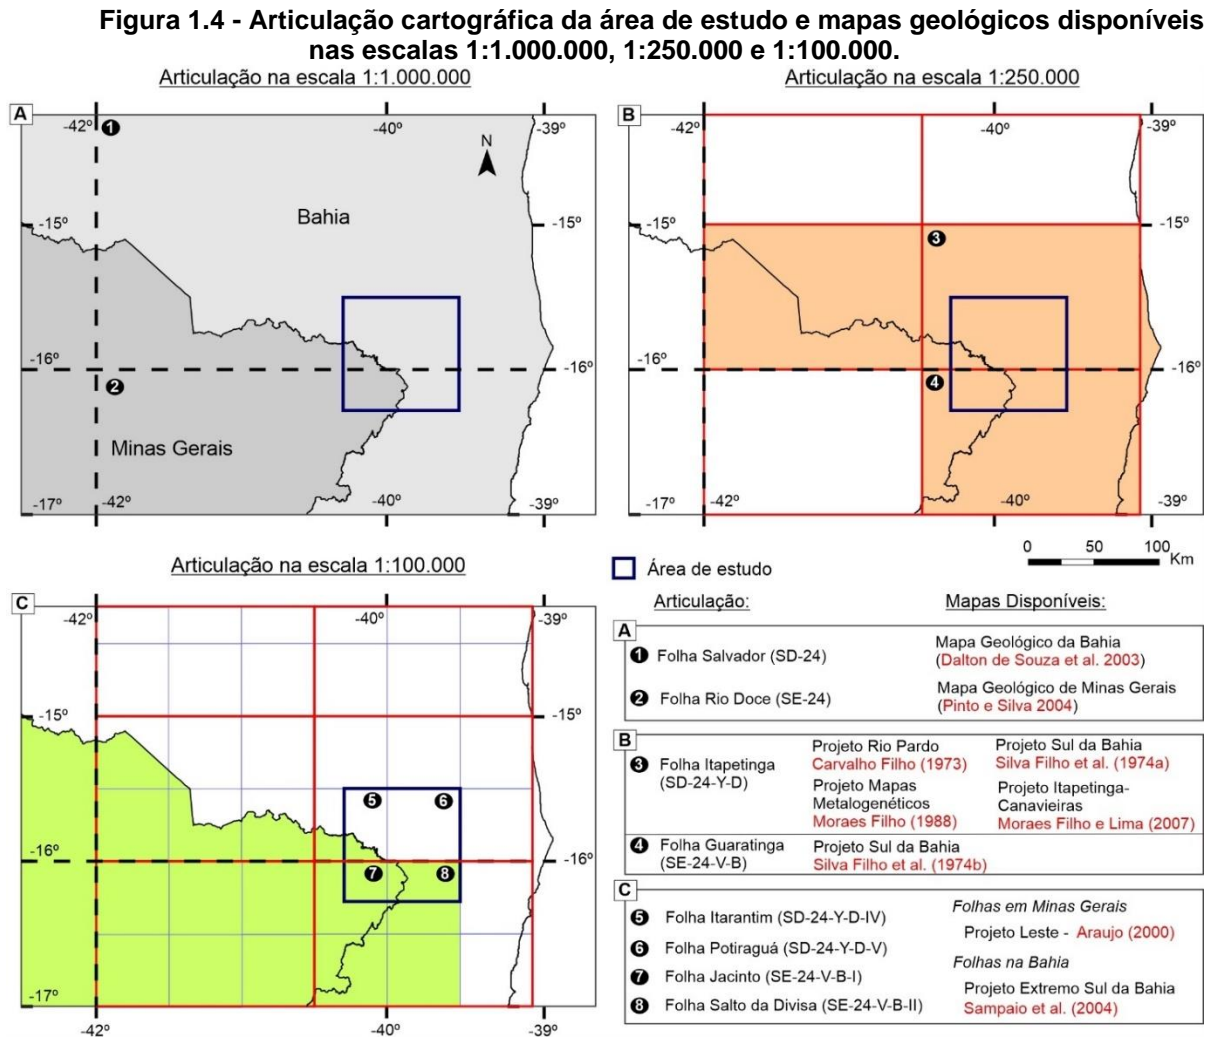 Figura 1.4 - Articulação cartográfica da área de estudo e mapas geológicos disponíveis
nas escalas 1:1.000.000, 1:250.000 e 1:100.000.
Articulação na escala 1:1.000.000
A
-42º
1
-40º
-39º
N
Bahia
-15º
-15º
-16º
-16º
2
Minas Gerais
-17º
-42º
-40º
-39º
Articulação na escala 1:250.000
B
-42º
-40º
-39º
-15º
-15º
3
-16º
-16º
4
-17º
-42º
-40º
-39º
Articulação na escala 1:100.000
C
-42º
-40º
-39º
-15º
-15º
5
6
-16º
-16º
7
8
-17º
-42º
-40º
-39º
0 50 100 Km
Área de estudo
Articulação:
Mapas Disponíveis:
A
1 Folha Salvador (SD-24)
Mapa Geológico da Bahia
(Dalton de Souza et al. 2003)
2 Folha Rio Doce (SE-24)
Mapa Geológico de Minas Gerais
(Pinto e Silva 2004)
B
3 Folha Itapetinga
(SD-24-Y-D)
Projeto Rio Pardo
Carvalho Filho (1973)
Projeto Sul da Bahia
Silva Filho et al. (1974a)
Projeto Mapas
Metalogenéticos
Moraes Filho (1988)
Projeto Itapetinga-
Canavieiras
Moraes Filho e Lima (2007)
4 Folha Guaratinga
(SE-24-V-B)
Projeto Sul da Bahia
Silva Filho et al. (1974b)
C
5 Folha Itarantim (SD-24-Y-D-IV)
6 Folha Potiraguá (SD-24-Y-D-V)
7 Folha Jacinto (SE-24-V-B-I)
8 Folha Salto da Divisa (SE-24-V-B-II)
Folhas em Minas Gerais
Projeto Leste - Araujo (2000)
Folhas na Bahia
Projeto Extremo Sul da Bahia
Sampaio et al. (2004)